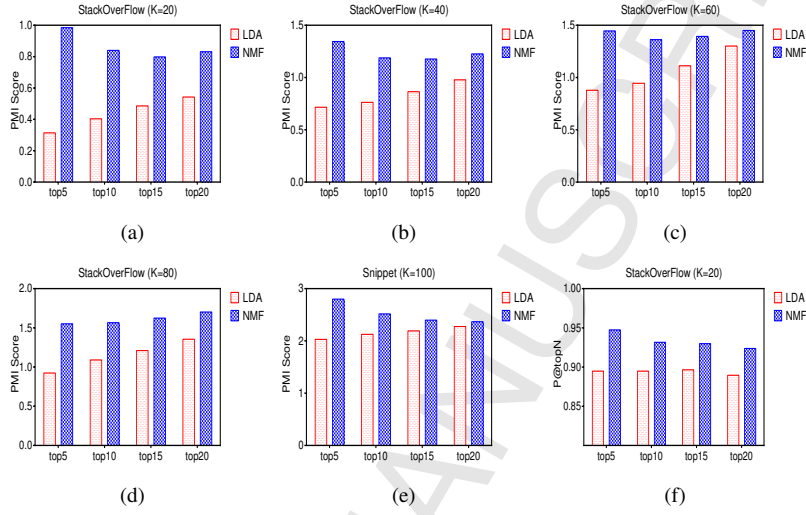 StackOverFlow (K=20)
PMI Score
1.0
0.8
0.6
0.4
0.2
0.0
top5 top10 top15 top20
LDA
NMF
(a)
StackOverFlow (K=40)
PMI Score
1.5
1.0
0.5
0.0
top5 top10 top15 top20
LDA
NMF
(b)
StackOverFlow (K=60)
PMI Score
1.5
1.0
0.5
0.0
top5 top10 top15 top20
LDA
NMF
(c)
StackOverFlow (K=80)
PMI Score
2.0
1.5
1.0
0.5
0.0
top5 top10 top15 top20
LDA
NMF
(d)
Snippet (K=100)
PMI Score
3
2
1
0
top5 top10 top15 top20
LDA
NMF
(e)
StackOverFlow (K=20)
P@topN
1.00
0.95
0.90
0.85
top5 top10 top15 top20
LDA
NMF
(f)
ANUSCR